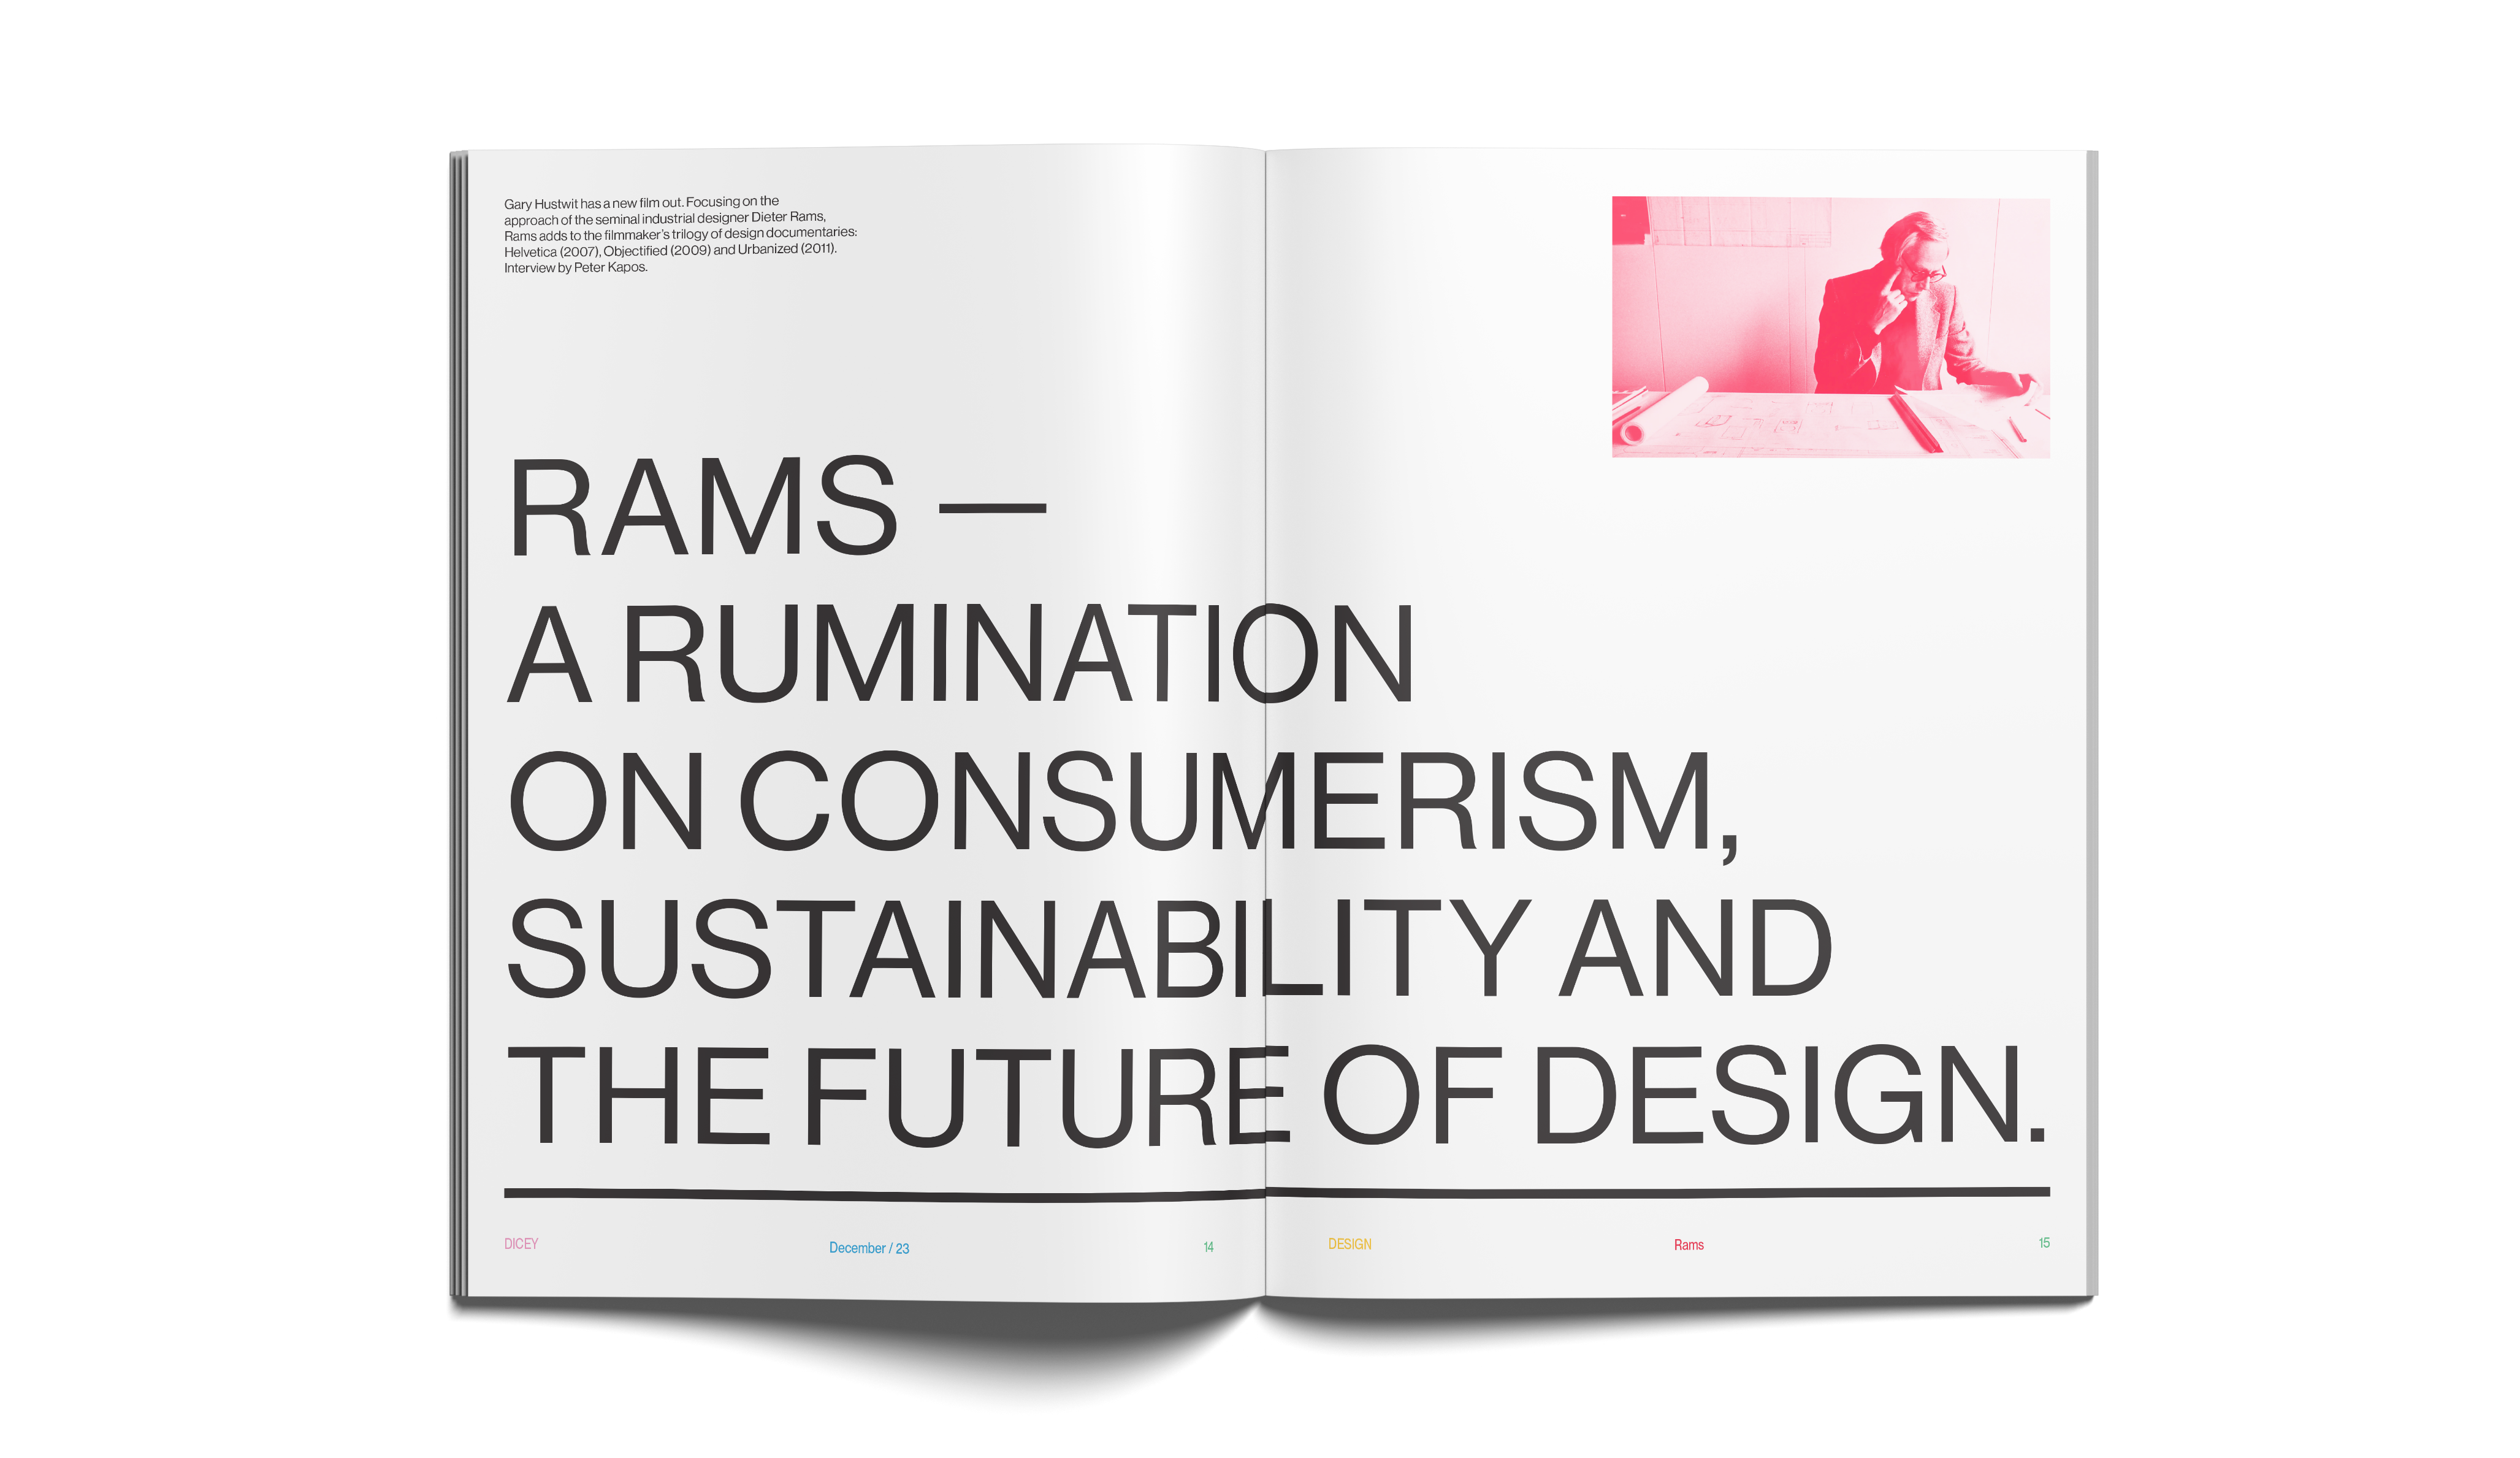 Gary Hustwit has a new film out. Focusing on the
approach of the seminal industrial designer Dieter Rams,
Rams adds to the filmmaker's trilogy of design documentaries:
Helvetica (2007), Objectified (2009) and Urbanized (2011).
Interview by Peter Kapos.
RAMS —
A RUMINATION
ON CONSUMERISM,
SUSTAINABILITY AND
THE FUTURE OF DESIGN.
DICEY
December / 23
14
DESIGN
Rams
15